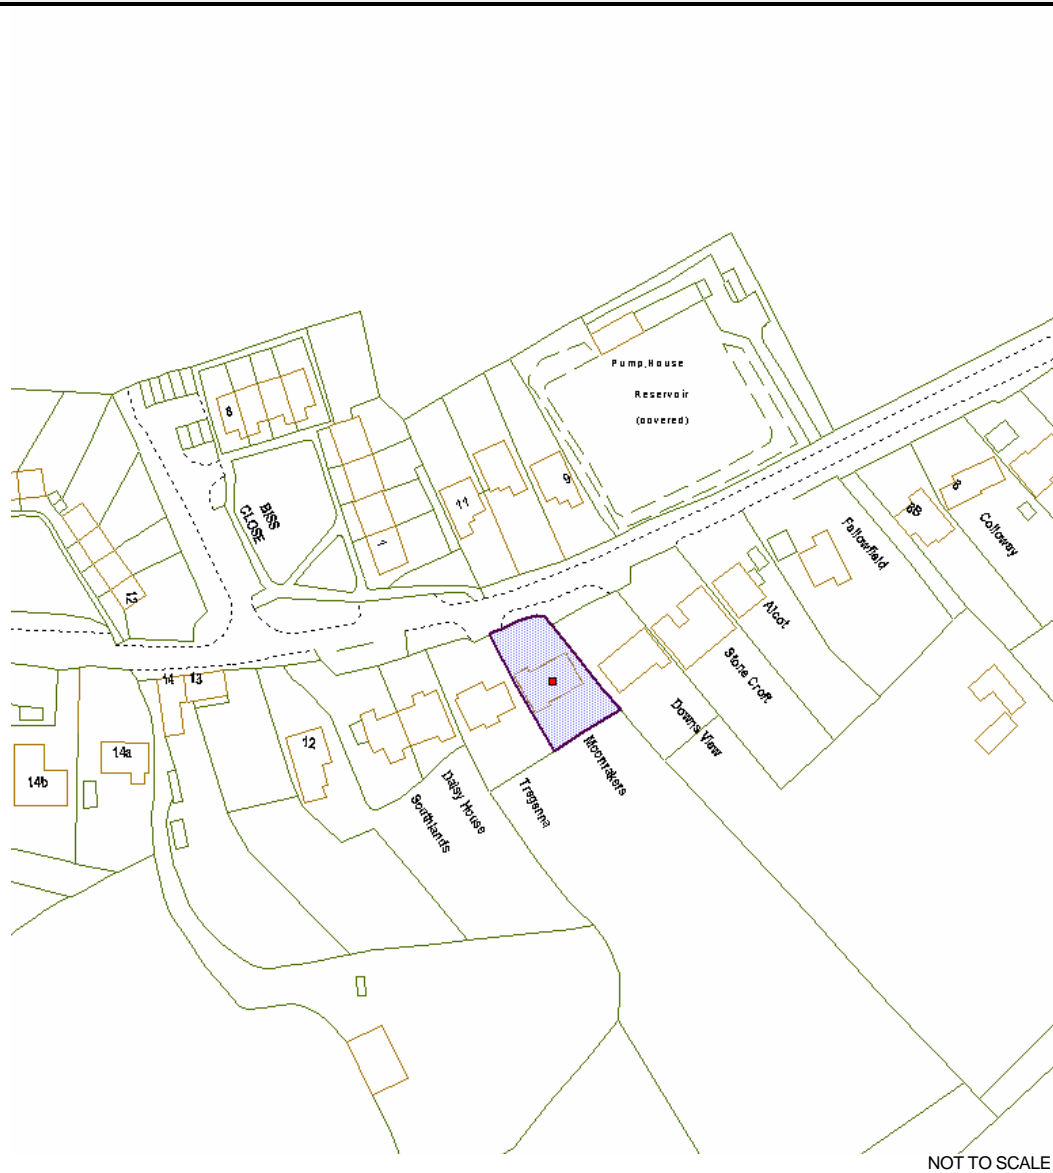 Pump House
Reservoir
(covered)
8
BISS
CLOSE
11
9
1
12
8
8B
Colloway
Fallowfield
Alcot
Stone Croft
Downs View
Moonrakers
Tregenna
Daisy House
Southlands
14
13
12
14a
14b
NOT TO SCALE